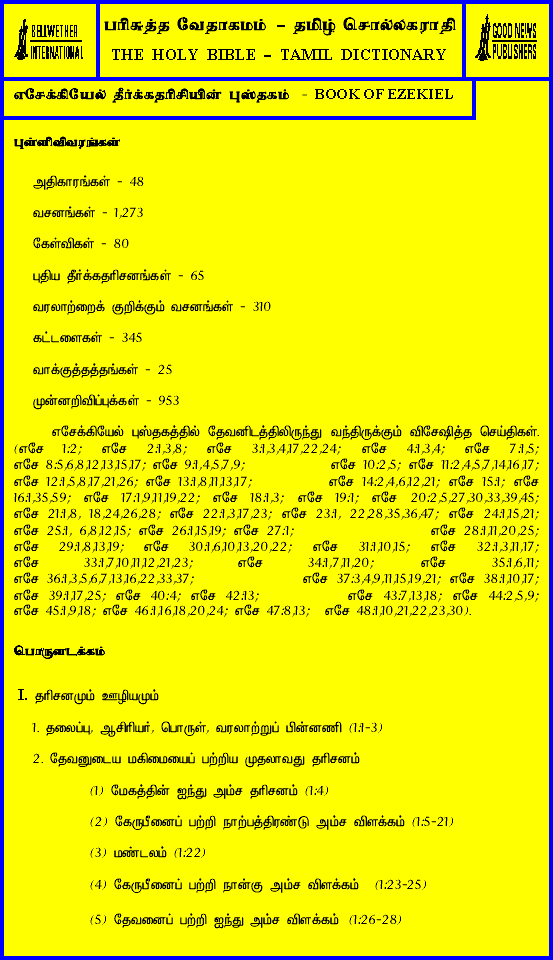 BELLWETHER
INTERNATIONAL
பரிசுத்த வேதாகமம் – தமிழ் சொல்லகராதி
THE HOLY BIBLE – TAMIL DICTIONARY
GOOD NEWS
PUBLISHERS
எசேக்கியேல் தீர்க்கதரிசியின் புஸ்தகம் - BOOK OF EZEKIEL
புள்ளிவிவரங்கள்
அதிகாரங்கள் - 48
வசனங்கள் - 1,273
கேள்விகள் - 80
புதிய தீர்க்கதரிசனங்கள் - 65
வரலாற்றைக் குறிக்கும் வசனங்கள் - 310
கட்டளைகள் - 345
வாக்குத்தத்தங்கள் - 25
முன்னறிவிப்புக்கள் - 953
எசேக்கியேல் புஸ்தகத்தில் தேவனிடத்திலிருந்து வந்திருக்கும் விசேஷித்த செய்திகள்.
(எசே 1:2; எசே 2:1,3,8; எசே 3:1,3,4,17,22,24; எசே 4:1,3,4; எசே 7:1,5;
எசே 8:5,6,8,12,13,15,17; எசே 9:1,4,5,7,9; எசே 10:2,5; எசே 11:2,4,5,7,14,16,17;
எசே 12:1,5,8,17,21,26; எசே 13:1,8,11,13,17; எசே 14:2,4,6,12,21; எசே 15:1; எசே
16:1,35,59; எசே 17:1,9,11,19,22; எசே 18:1,3; எசே 19:1; எசே 20:2,5,27,30,33,39,45;
எசே 21:1,8, 18,24,26,28; எசே 22:1,3,17,23; எசே 23:1, 22,28,35,36,47; எசே 24:1,15,21;
எசே 25:1, 6,8,12,15; எசே 26:1,15,19; எசே 27:1; எசே 28:1,11,20,25;
எசே 29:1,8,13,19; எசே 30:1,6,10,13,20,22; எசே 31:1,10,15; எசே 32:1,3,11,17;
எசே 33:1,7,10,11,12,21,23; எசே 34:1,7,11,20; எசே 35:1,6,11;
எசே 36:1,3,5,6,7,13,16,22,33,37; எசே 37:3,4,9,11,15,19,21; எசே 38:1,10,17;
எசே 39:1,17,25; எசே 40:4; எசே 42:13; எசே 43:7,13,18; எசே 44:2,5,9;
எசே 45:1,9,18; எசே 46:1,16,18,20,24; எசே 47:8,13; எசே 48:1,10,21,22,23,30).
பொருளடக்கம்
I. தரிசனமும் ஊழியமும்
1. தலைப்பு, ஆசிரியர், பொருள், வரலாற்றுப் பின்னணி (1:1-3)
2. தேவனுடைய மகிமையைப் பற்றிய முதலாவது தரிசனம்
(1) மேகத்தின் ஐந்து அம்ச தரிசனம் (1:4)
(2) கேருபீனைப் பற்றி நாற்பத்திரண்டு அம்ச விளக்கம் (1:5-21)
(3) மண்டலம் (1:22)
(4) கேருபீனைப் பற்றி நான்கு அம்ச விளக்கம் (1:23-25)
(5) தேவனைப் பற்றி ஐந்து அம்ச விளக்கம் (1:26-28)